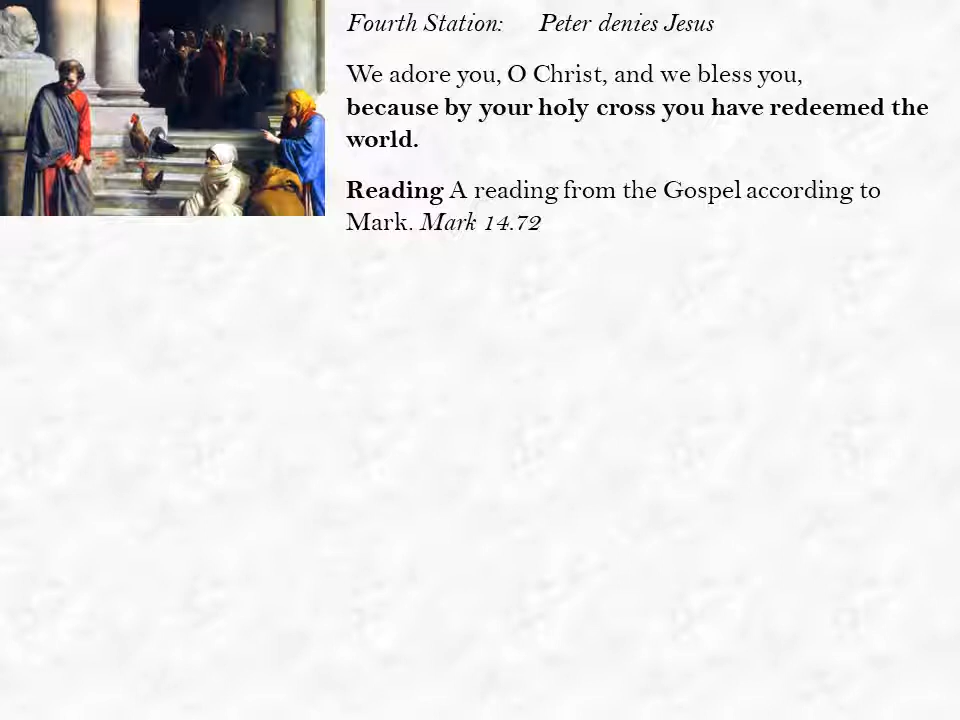 Fourth Station: Peter denies Jesus
We adore you, O Christ, and we bless you,
because by your holy cross you have redeemed the
world.
Reading A reading from the Gospel according to
Mark. Mark 14.72